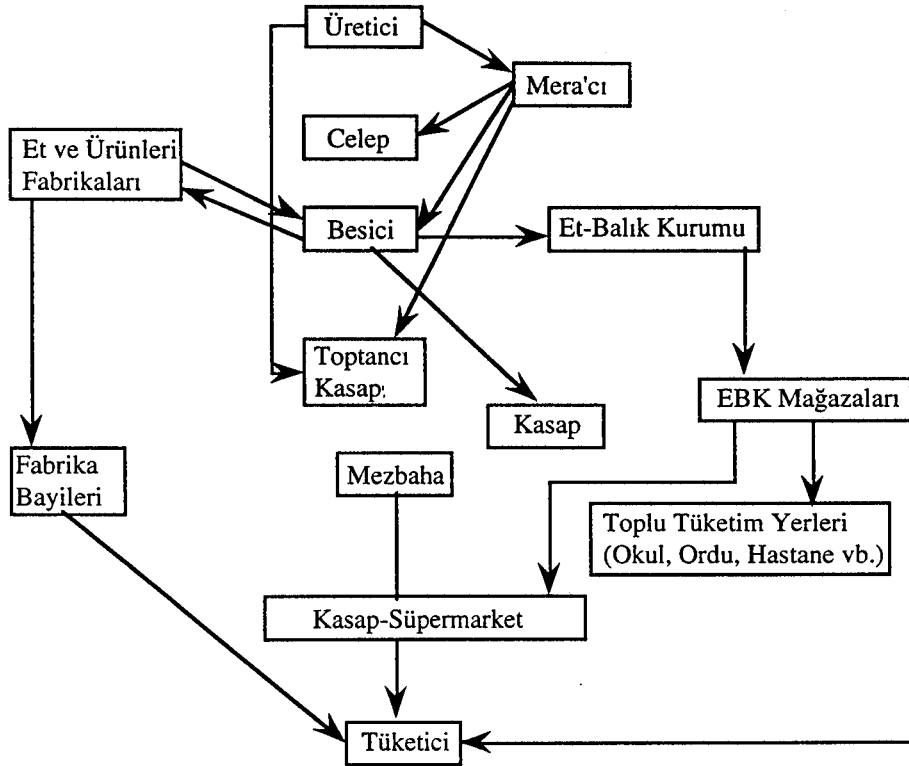 Üretici
Mera'cı
Celep
Et ve Ürünleri
Fabrikaları
Besici
Et-Balık Kurumu
Toptancı
Kasap
EBK Mağazaları
Kasap
Fabrika
Bayileri
Mezbaha
Toplu Tüketim Yerleri
(Okul, Ordu, Hastane vb.)
Kasap-Süpermarket
Tüketici